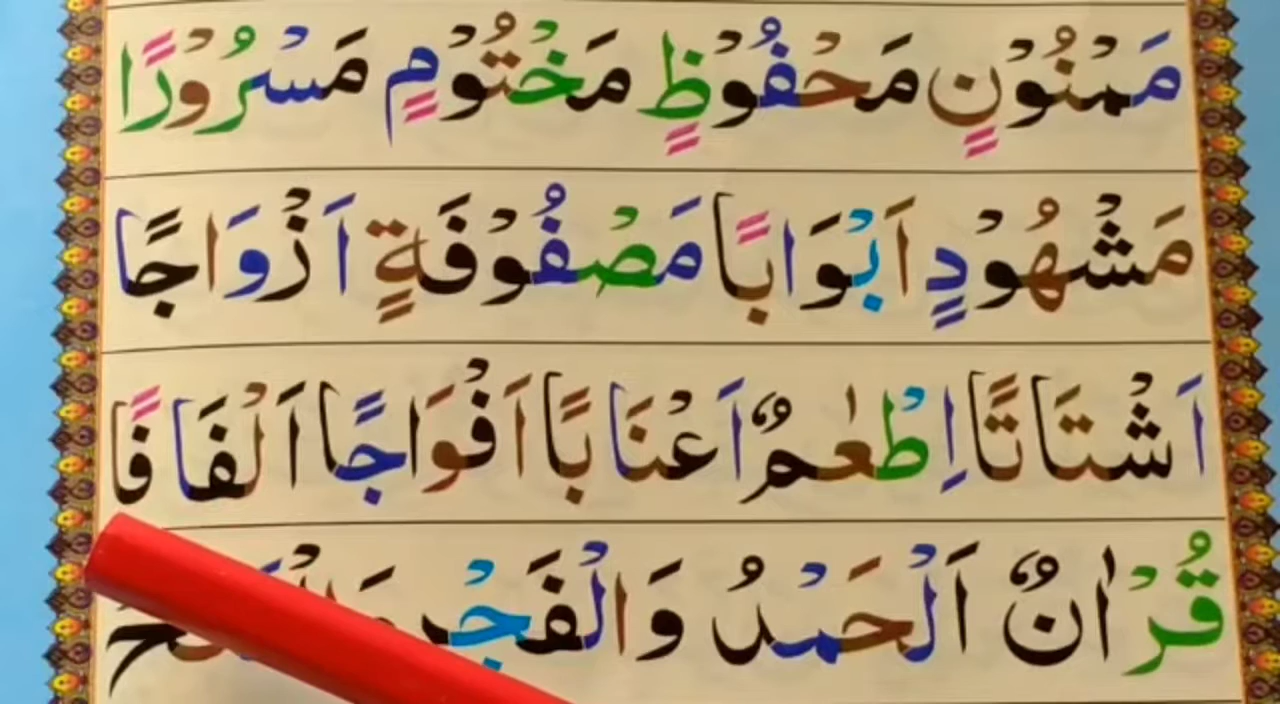 مَمْنُوْنٍ مَحْفُوْظٍ مَخْتُوْمٍ مَسْرُوْرًا
مَشْهُوْدٍ اَبْوَابًا مَصْفُوْفَةٍ اَزْوَاجًا
اَشْتَاتًا اِطْعٰمٌ اَعْنَابًا اَفْوَاجًا اَلْفَافًا
قُرْاٰنٌ اَلْحَمْدُ وَالْفَجْرِ